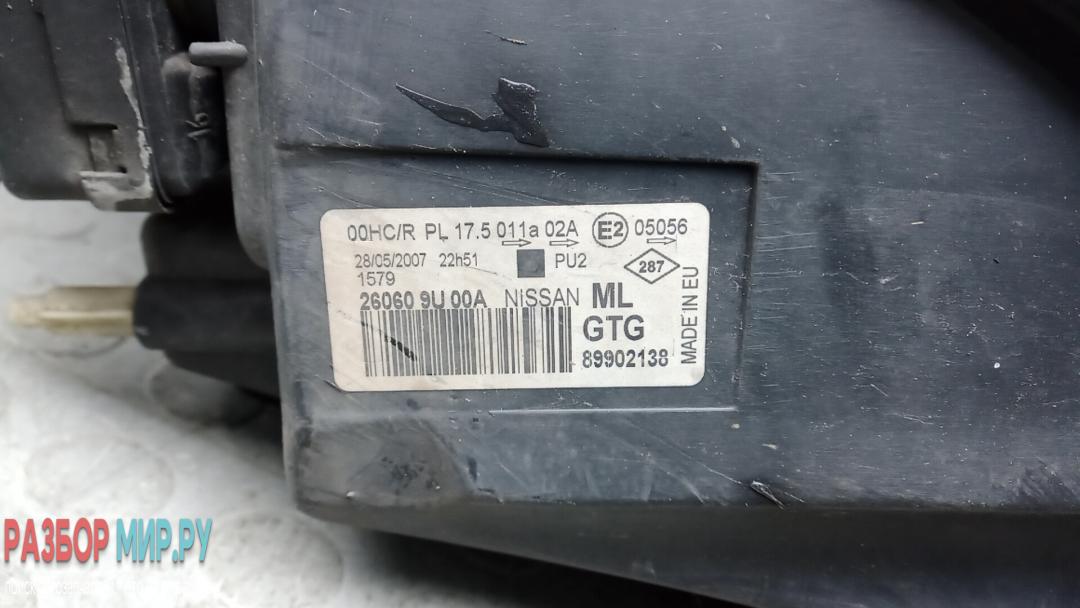 00HC/R PL 17.5 011a 02A E2 05056
28/05/2007 22h51 PU2 287
1579
26060 9U 00A NISSAN ML
GTG
89902138
MADE IN EU
РАЗБОР МИР.РУ